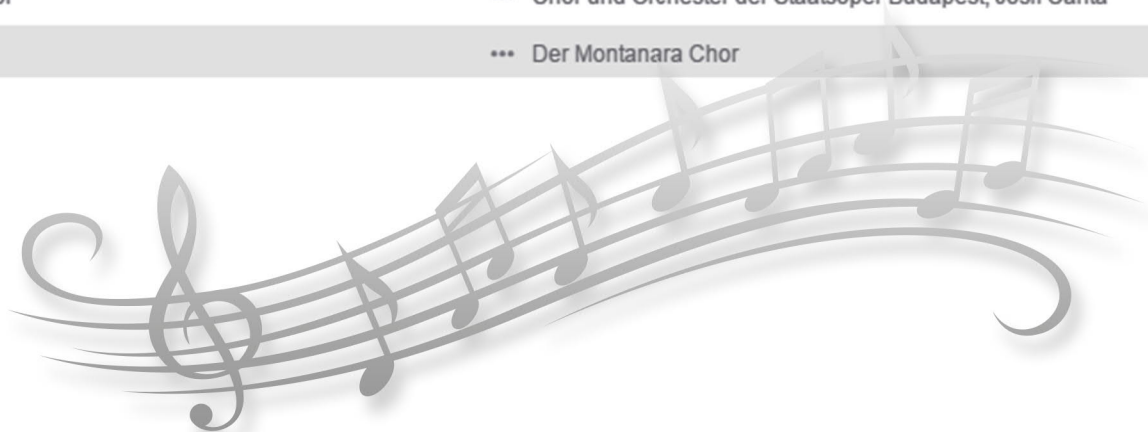 Chor und Orchester der Staatsoper Budapest,
••• Der Montanara Chor